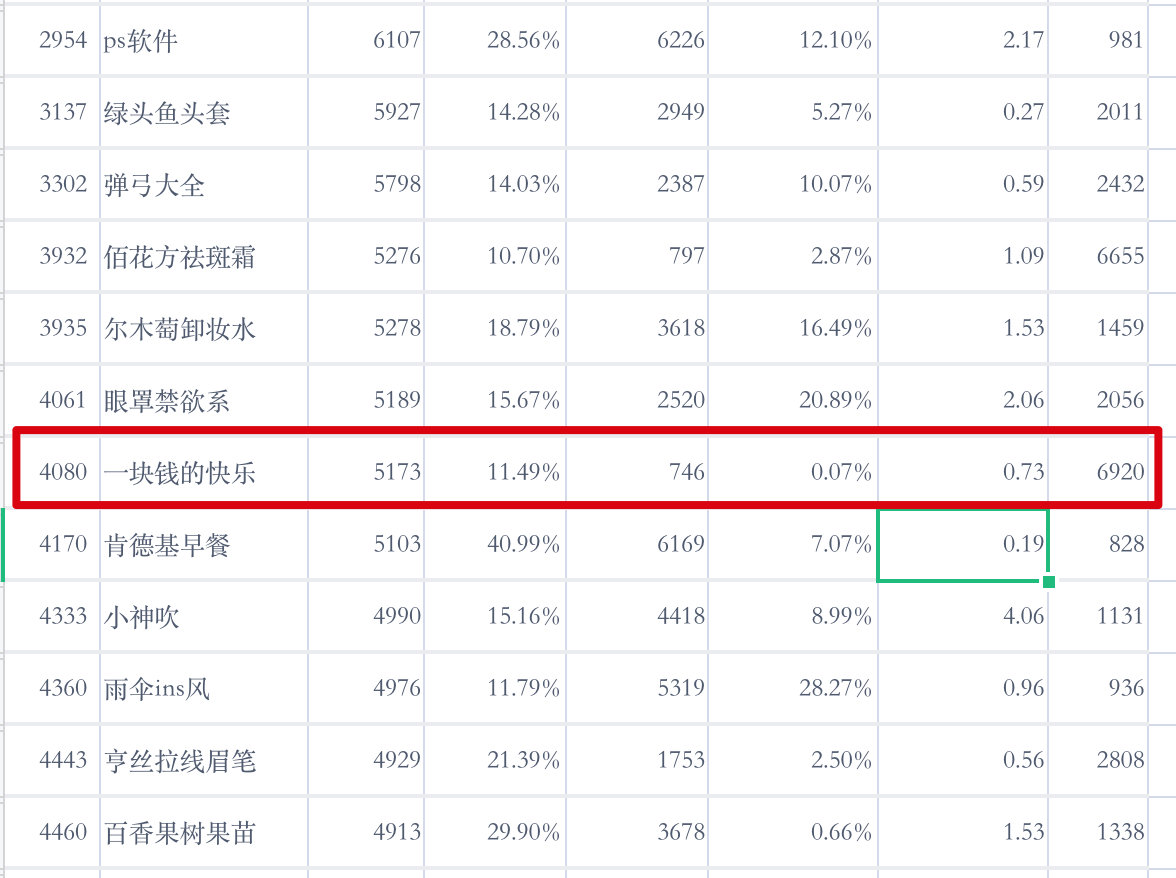 2954 ps软件 6107 28.56% 6226 12.10% 2.17 981
3137 绿头鱼头套 5927 14.28% 2949 5.27% 0.27 2011
3302 弹弓大全 5798 14.03% 2387 10.07% 0.59 2432
3932 佰花方祛斑霜 5276 10.70% 797 2.87% 1.09 6655
3935 尔木萄卸妆水 5278 18.79% 3618 16.49% 1.53 1459
4061 眼罩禁欲系 5189 15.67% 2520 20.89% 2.06 2056
4080 一块钱的快乐 5173 11.49% 746 0.07% 0.73 6920
4170 肯德基早餐 5103 40.99% 6169 7.07% 0.19 828
4333 小神吹 4990 15.16% 4418 8.99% 4.06 1131
4360 雨伞ins风 4976 11.79% 5319 28.27% 0.96 936
4443 亨丝拉线眉笔 4929 21.39% 1753 2.50% 0.56 2808
4460 百香果树果苗 4913 29.90% 3678 0.66% 1.53 1338